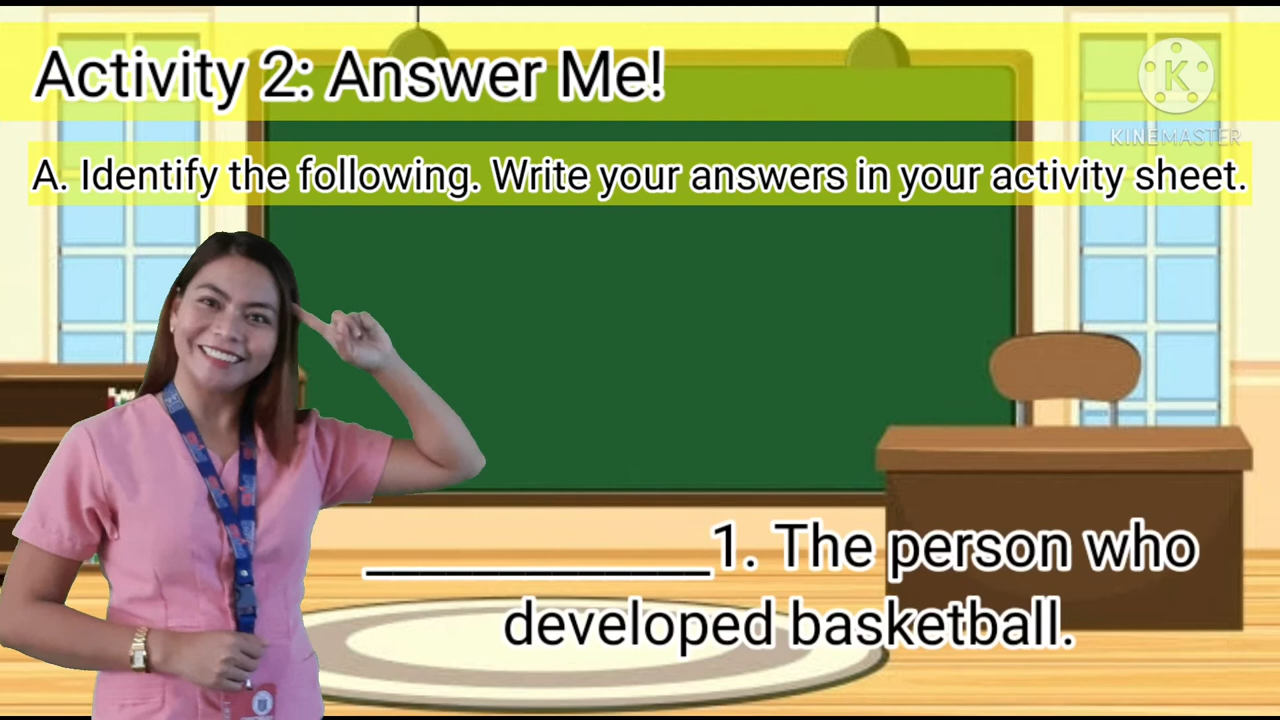 Activity 2: Answer Me!
K
KINEMASTER
A. Identify the following. Write your answers in your activity sheet.
_____________1. The person who
developed basketball.